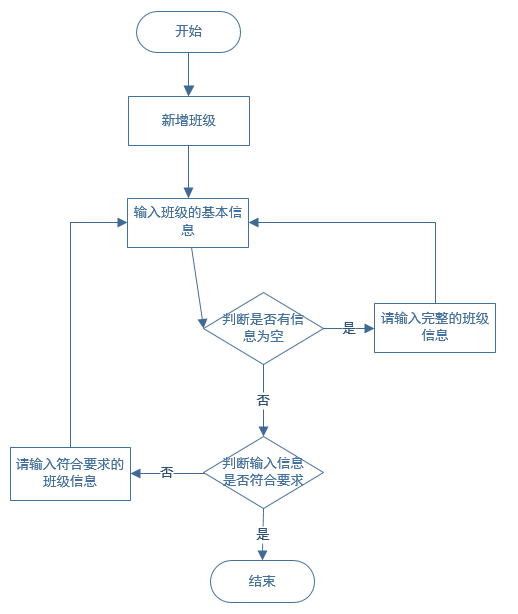 开始
新增班级
输入班级的基本信
息
判断是否有信
息为空
是
请输入完整的班级
信息
否
判断输入信息
是否符合要求
否
请输入符合要求的
班级信息
是
结束